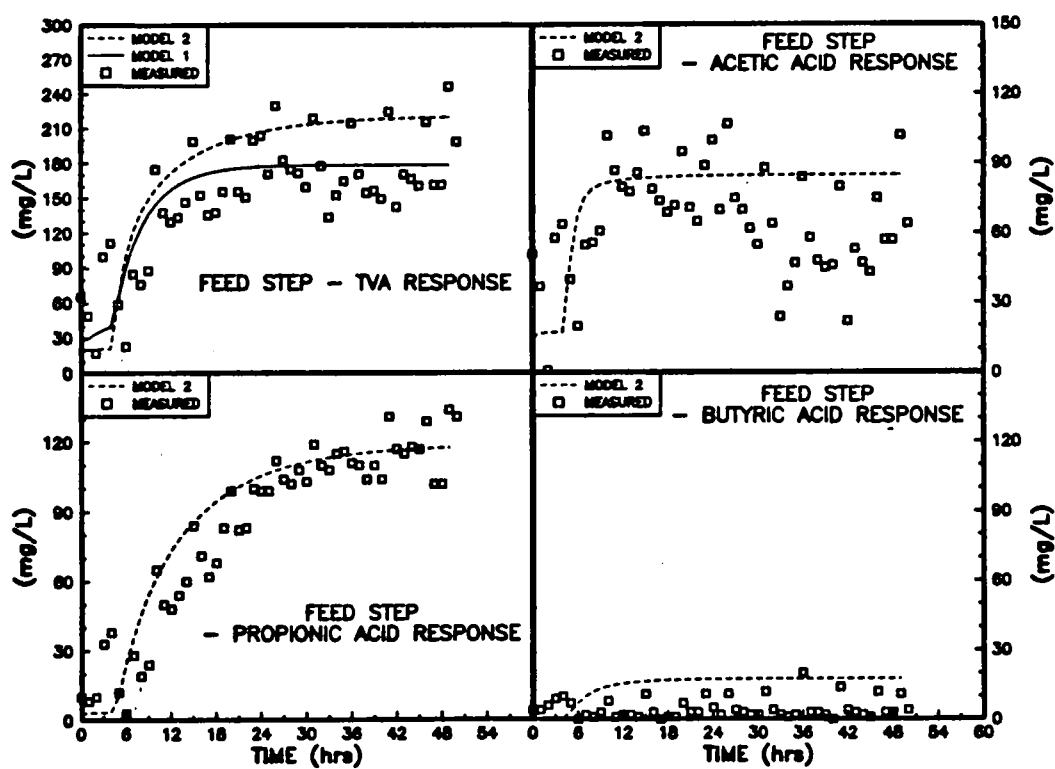 300
270
240
210
180
150
120
90
60
30
0
(mg/L)
MODEL 2
MODEL 1
MEASURED
FEED STEP – TVA RESPONSE
MODEL 2
MEASURED
FEED STEP
– ACETIC ACID RESPONSE
150
120
90
60
30
0
(mg/L)
MODEL 2
MEASURED
120
90
60
30
0
(mg/L)
FEED STEP
– PROPIONIC ACID RESPONSE
0 6 12 18 24 30 36 42 48 54
TIME (hrs)
MODEL 2
MEASURED
FEED STEP
– BUTYRIC ACID RESPONSE
120
90
60
30
0
(mg/L)
0 6 12 18 24 30 36 42 48 54 60
TIME (hrs)